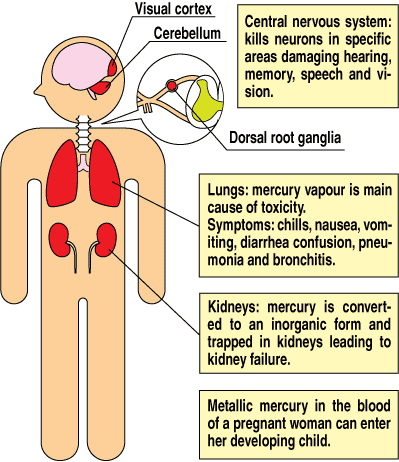 Visual cortex
Cerebellum
Dorsal root ganglia
Central nervous system:
kills neurons in specific
areas damaging hearing,
memory, speech and vi-
sion.
Lungs: mercury vapour is main
cause of toxicity.
Symptoms: chills, nausea, vom-
iting, diarrhea confusion, pneu-
monia and bronchitis.
Kidneys: mercury is convert-
ed to an inorganic form and
trapped in kidneys leading to
kidney failure.
Metallic mercury in the blood
of a pregnant woman can enter
her developing child.